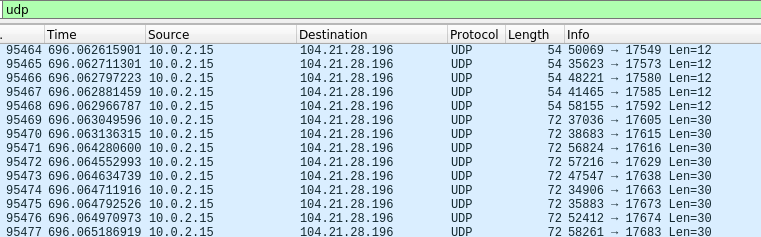 udp
. Time Source Destination Protocol Length Info
95464 696.062615901 10.0.2.15 104.21.28.196 UDP 54 50069 → 17549 Len=12
95465 696.062711301 10.0.2.15 104.21.28.196 UDP 54 35623 → 17573 Len=12
95466 696.062797223 10.0.2.15 104.21.28.196 UDP 54 48221 → 17580 Len=12
95467 696.062881459 10.0.2.15 104.21.28.196 UDP 54 41465 → 17585 Len=12
95468 696.062966787 10.0.2.15 104.21.28.196 UDP 54 58155 → 17592 Len=12
95469 696.063049596 10.0.2.15 104.21.28.196 UDP 72 37036 → 17605 Len=30
95470 696.063136315 10.0.2.15 104.21.28.196 UDP 72 38683 → 17615 Len=30
95471 696.064280600 10.0.2.15 104.21.28.196 UDP 72 56824 → 17616 Len=30
95472 696.064552993 10.0.2.15 104.21.28.196 UDP 72 57216 → 17629 Len=30
95473 696.064634739 10.0.2.15 104.21.28.196 UDP 72 47547 → 17638 Len=30
95474 696.064711916 10.0.2.15 104.21.28.196 UDP 72 34906 → 17663 Len=30
95475 696.064792526 10.0.2.15 104.21.28.196 UDP 72 35883 → 17673 Len=30
95476 696.064970973 10.0.2.15 104.21.28.196 UDP 72 52412 → 17674 Len=30
95477 696.065186919 10.0.2.15 104.21.28.196 UDP 72 58261 → 17683 Len=30